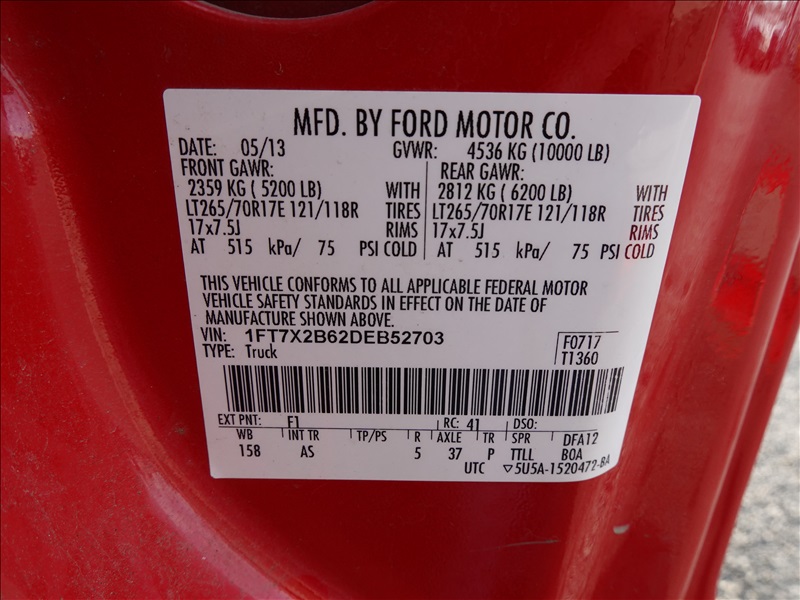 MFD. BY FORD MOTOR CO.
DATE: 05/13 GVWR: 4536 KG (10000 LB)
FRONT GAWR: REAR GAWR:
2359 KG ( 5200 LB) WITH 2812 KG ( 6200 LB) WITH
LT265/70R17E 121/118R TIRES LT265/70R17E 121/118R TIRES
17x7.5J RIMS 17x7.5J RIMS
AT 515 kPa/ 75 PSI COLD AT 515 kPa/ 75 PSI COLD
THIS VEHICLE CONFORMS TO ALL APPLICABLE FEDERAL MOTOR
VEHICLE SAFETY STANDARDS IN EFFECT ON THE DATE OF
MANUFACTURE SHOWN ABOVE.
VIN: 1FT7X2B62DEB52703 F0717
TYPE: Truck T1360
EXT PNT: F1 RC: 41 DSO:
WB INT TR TP/PS R AXLE TR SPR DFA12
158 AS 5 37 P TTLL BOA
UTC ▽5U5A-1520472-BA